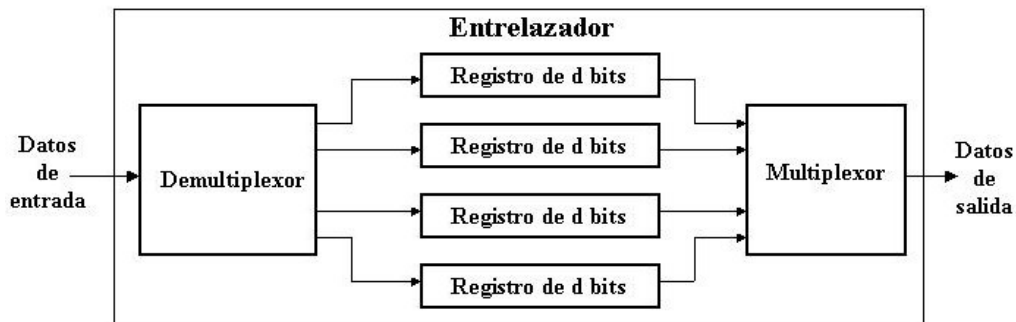 Entrelazador
Registro de d bits
Registro de d bits
Registro de d bits
Registro de d bits
Datos
de
entrada
Demultiplexor
Multiplexor
Datos
de
salida